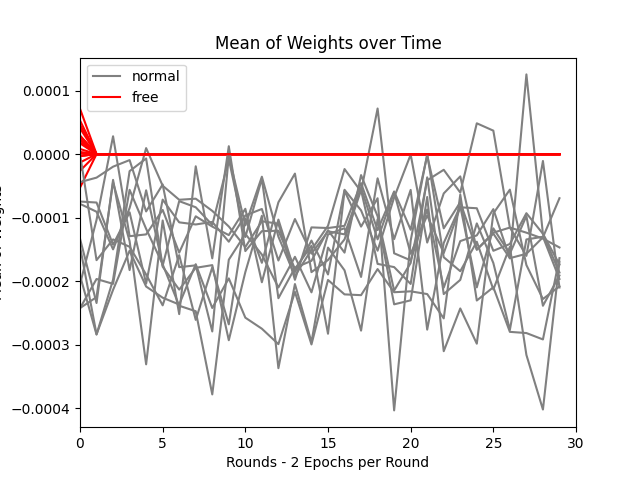 Mean of Weights over Time
normal
free
0.0001
0.0000
−0.0001
−0.0002
−0.0003
−0.0004
0 5 10 15 20 25 30
Rounds - 2 Epochs per Round